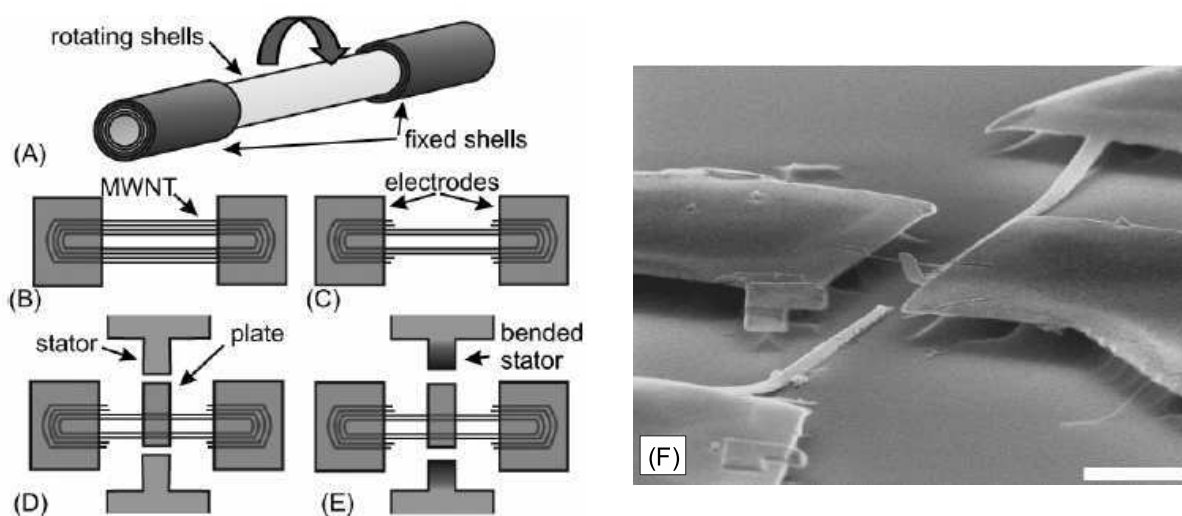 rotating shells
fixed shells
(A)
MWNT
electrodes
(B)
(C)
stator
plate
bended
stator
(D)
(E)
(F)